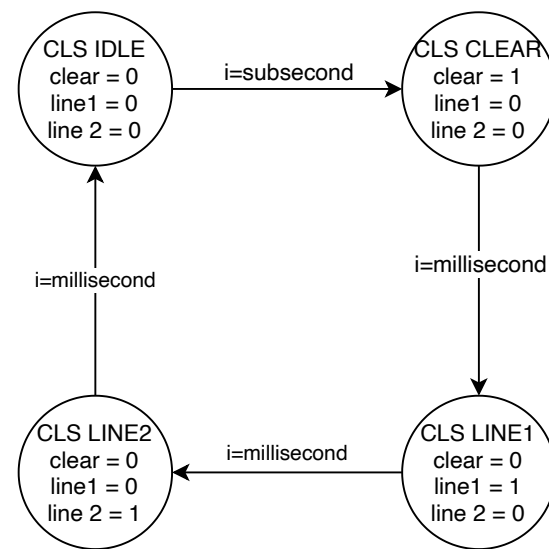 CLS IDLE
clear = 0
line1 = 0
line 2 = 0
i=subsecond
CLS CLEAR
clear = 1
line1 = 0
line 2 = 0
i=millisecond
i=millisecond
CLS LINE2
clear = 0
line1 = 0
line 2 = 1
i=millisecond
CLS LINE1
clear = 0
line1 = 1
line 2 = 0